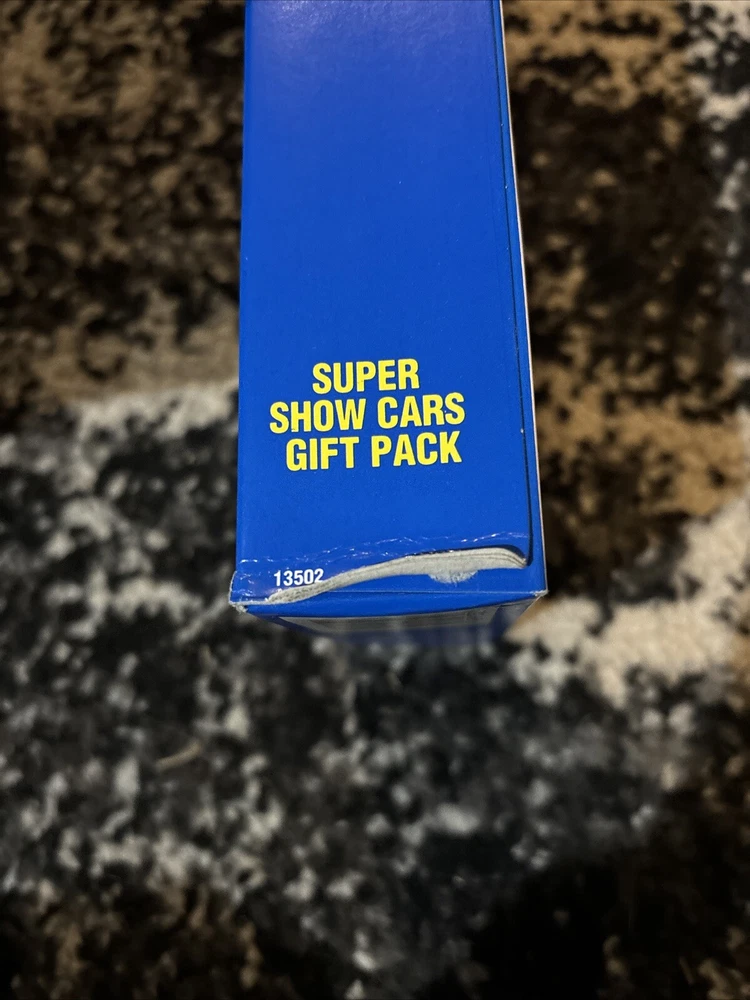 SUPER
SHOW CARS
GIFT PACK
13502